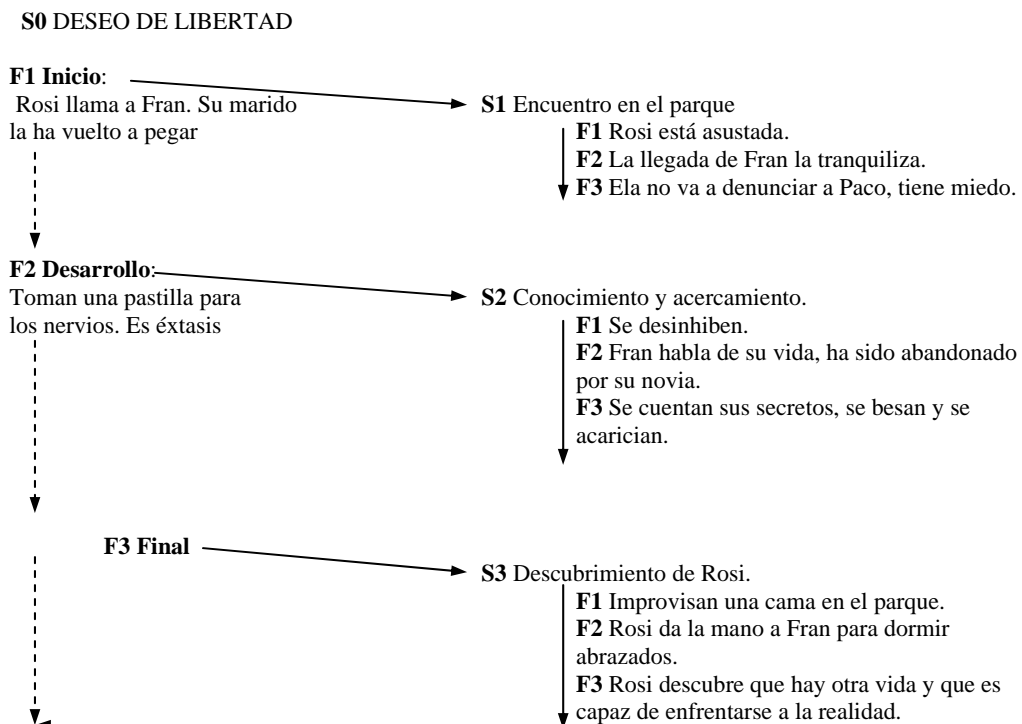 S0 DESEO DE LIBERTAD
F1 Inicio:
Rosi llama a Fran. Su marido
la ha vuelto a pegar
S1 Encuentro en el parque
F1 Rosi está asustada.
F2 La llegada de Fran la tranquiliza.
F3 Ela no va a denunciar a Paco, tiene miedo.
F2 Desarrollo:
Toman una pastilla para
los nervios. Es éxtasis
S2 Conocimiento y acercamiento.
F1 Se desinhiben.
F2 Fran habla de su vida, ha sido abandonado
por su novia.
F3 Se cuentan sus secretos, se besan y se
acarician.
F3 Final
S3 Descubrimiento de Rosi.
F1 Improvisan una cama en el parque.
F2 Rosi da la mano a Fran para dormir
abrazados.
F3 Rosi descubre que hay otra vida y que es
capaz de enfrentarse a la realidad.